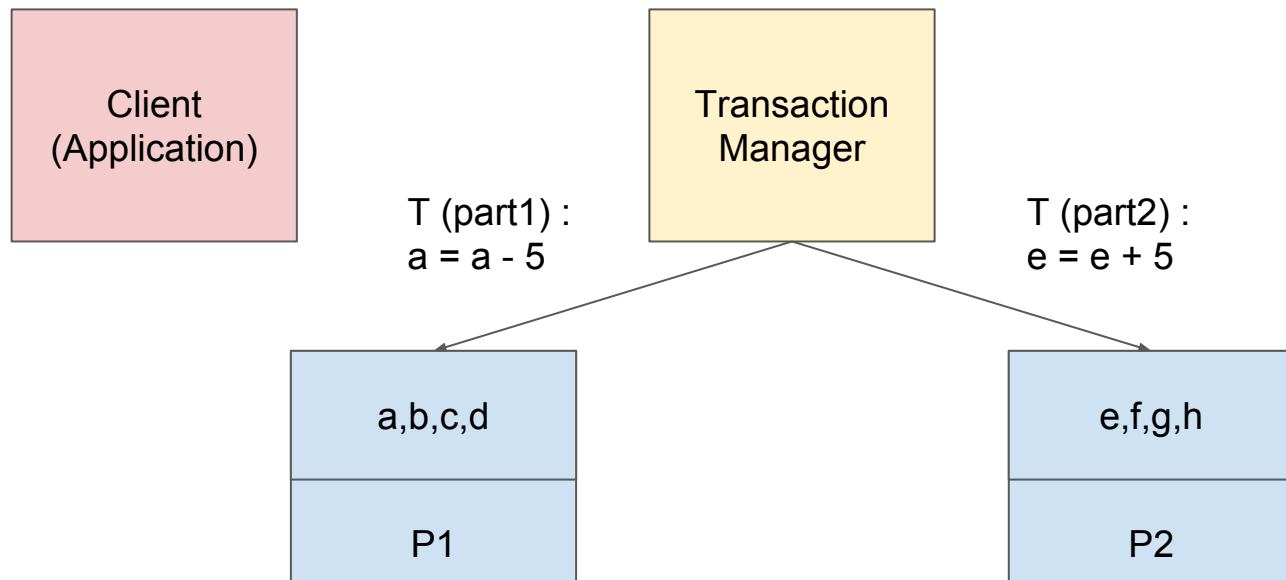 Client
(Application)
Transaction
Manager
T (part1) :
a = a - 5
T (part2) :
e = e + 5
a,b,c,d
e,f,g,h
P1
P2